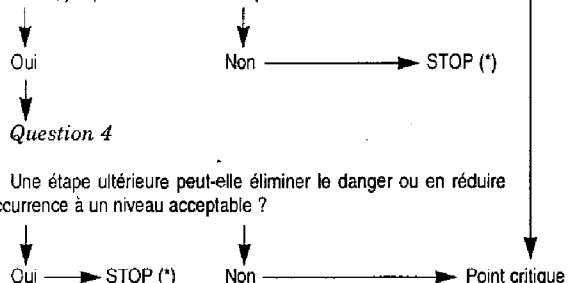 Oui Non STOP (*)
Question 4
Une étape ultérieure peut-elle éliminer le danger ou en réduire
ccurrence à un niveau acceptable ?
Oui STOP (*) Non Point critique